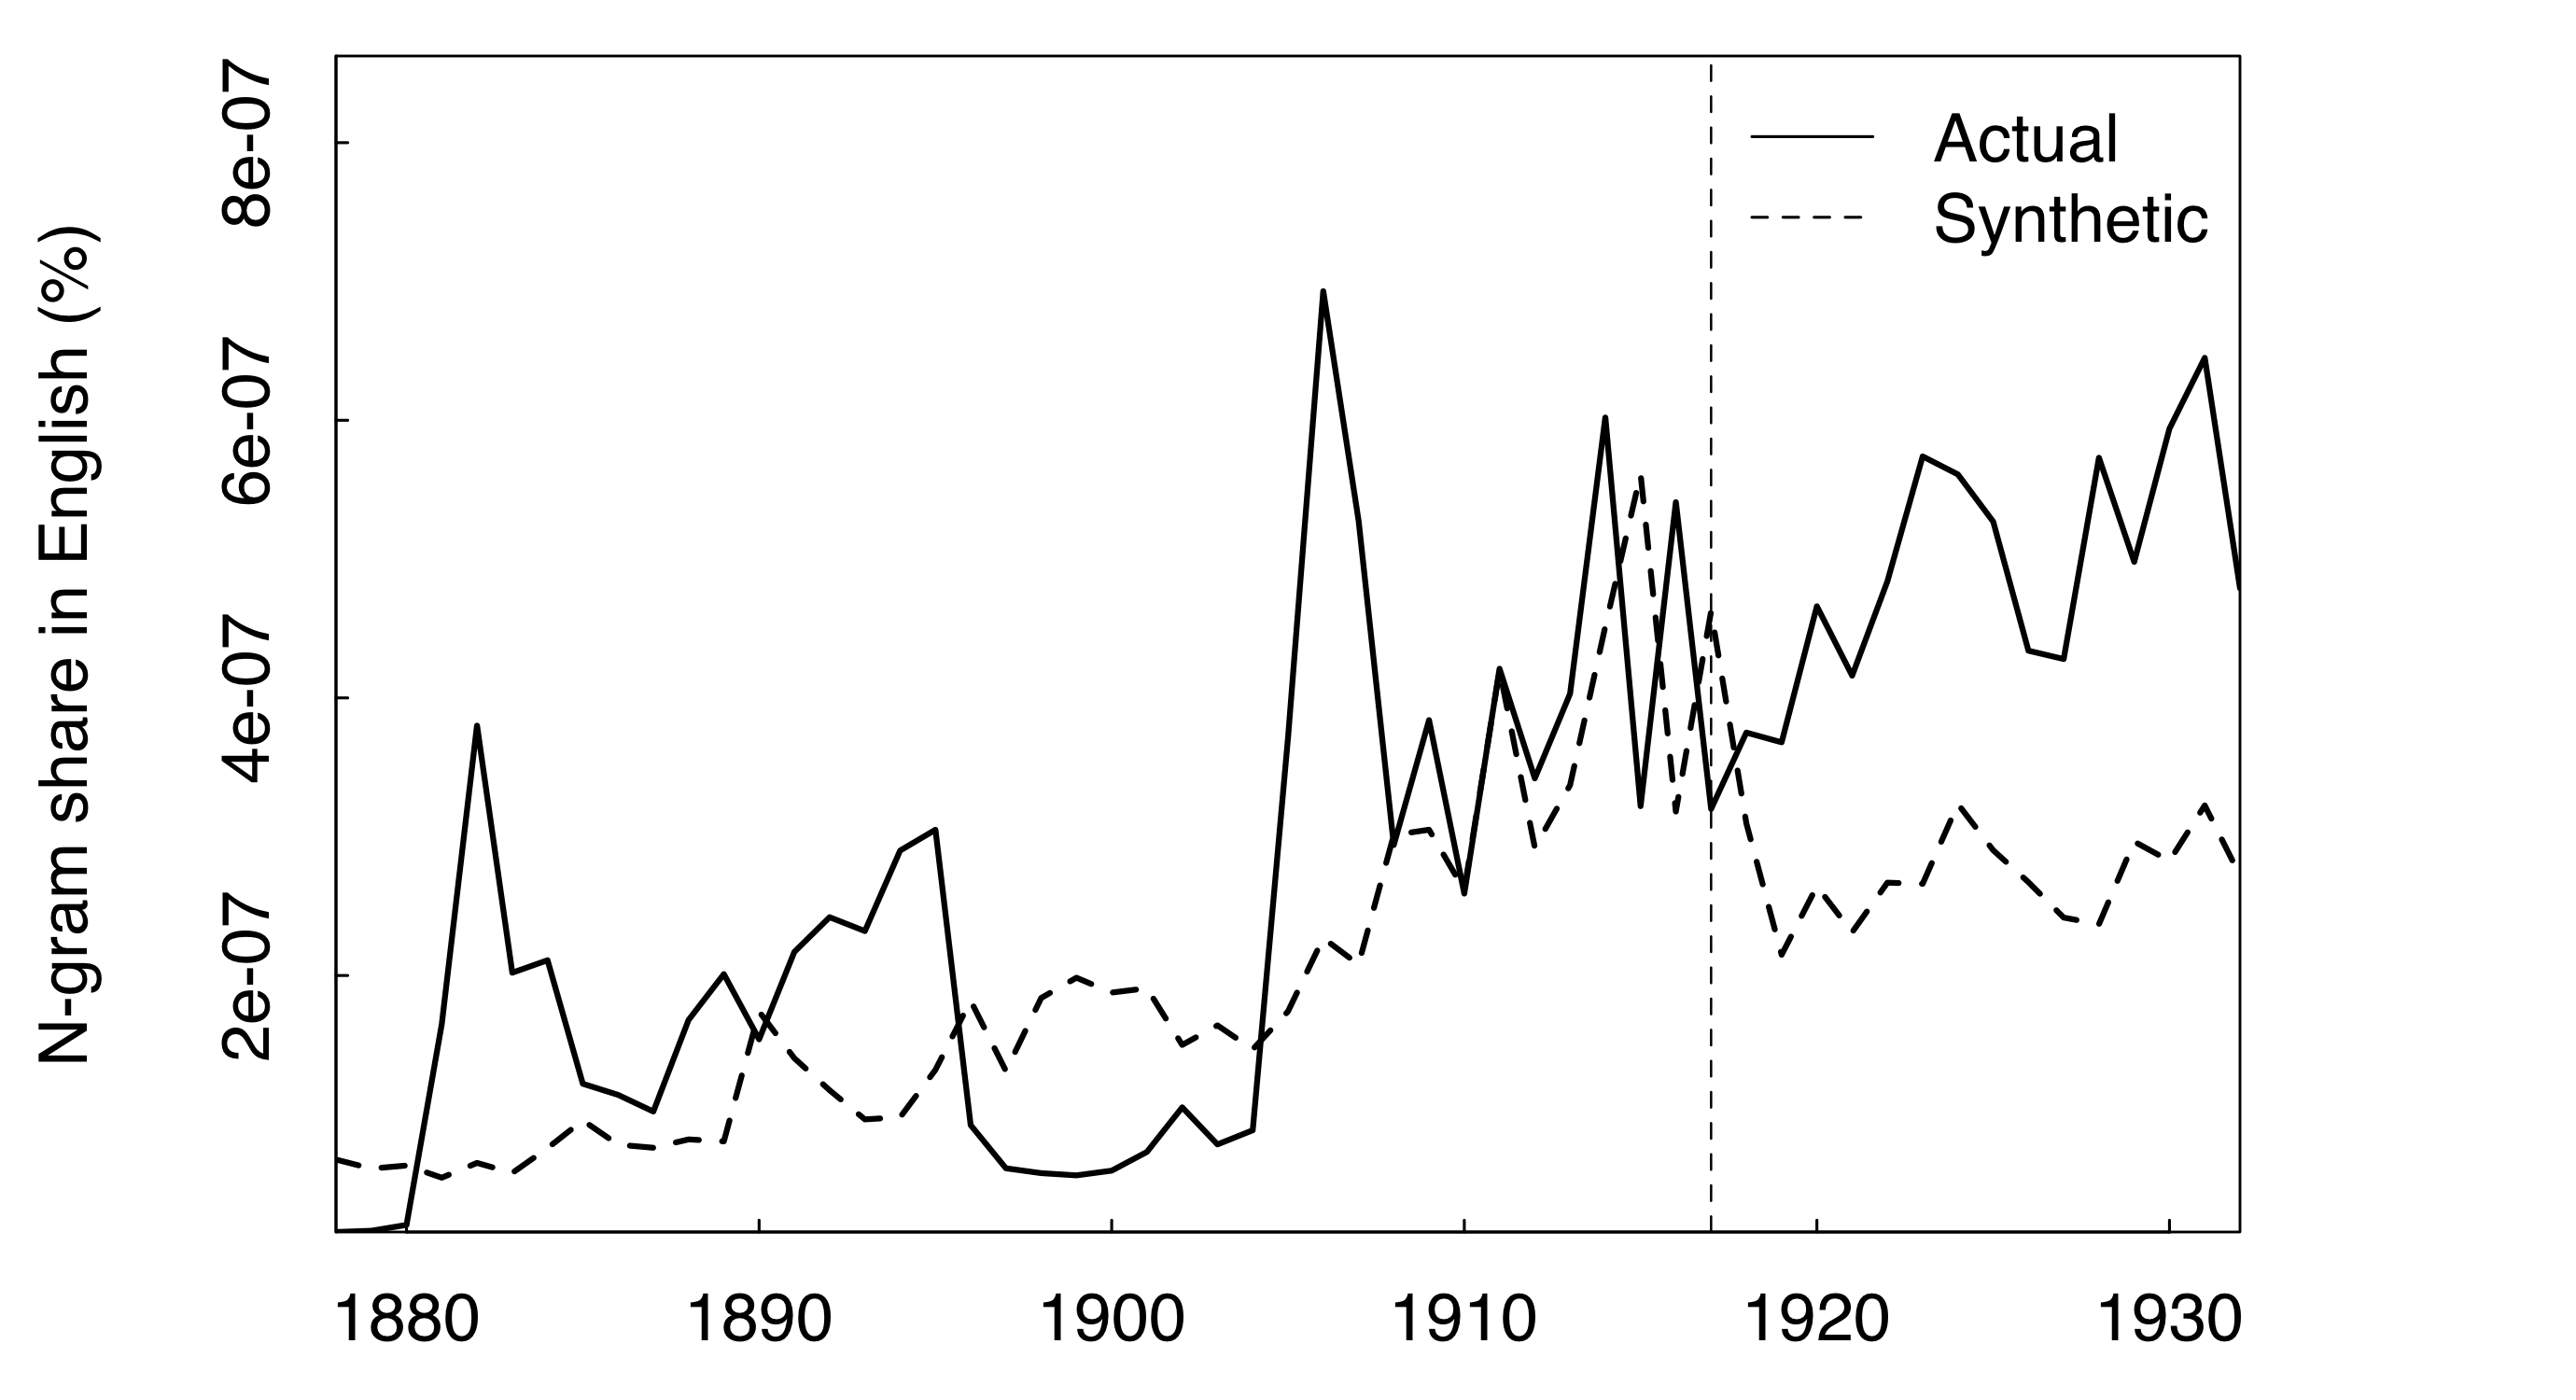 N-gram share in English (%)
8e-07
6e-07
4e-07
2e-07
Actual
Synthetic
1880
1890
1900
1910
1920
1930